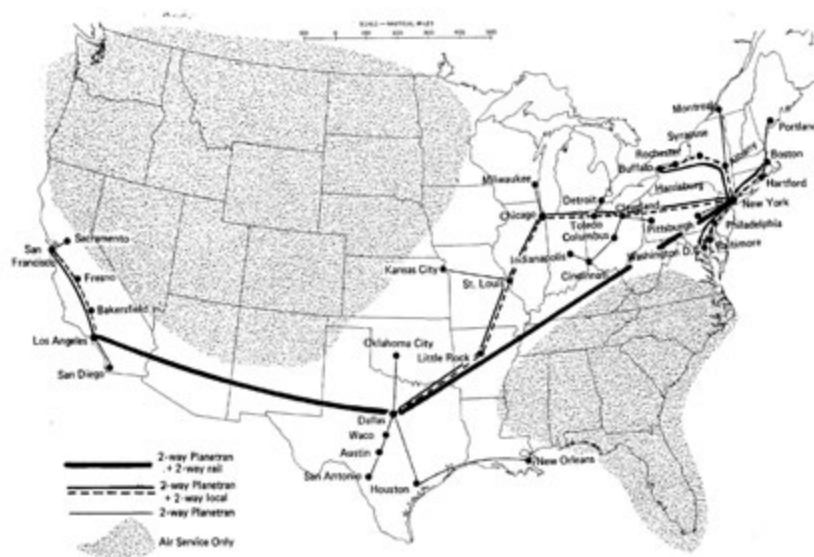 SCALE — NAUTICAL MILES
Montreal
Portland
Syracuse
Rochester
Buffalo
Albany
Boston
Hartford
Milwaukee
Detroit
Harrisburg
Cleveland
New York
Chicago
Toledo
Pittsburgh
Philadelphia
Columbus
Washington D.C.
Baltimore
Indianapolis
Cincinnati
Sacramento
San
Francisco
Kansas City
St. Louis
Fresno
Bakersfield
Los Angeles
Oklahoma City
Little Rock
San Diego
Dallas
Waco
Austin
San Antonio
Houston
New Orleans
2-way Planetran
+ 2-way rail
2-way Planetran
+ 2-way local
2-way Planetran
Air Service Only